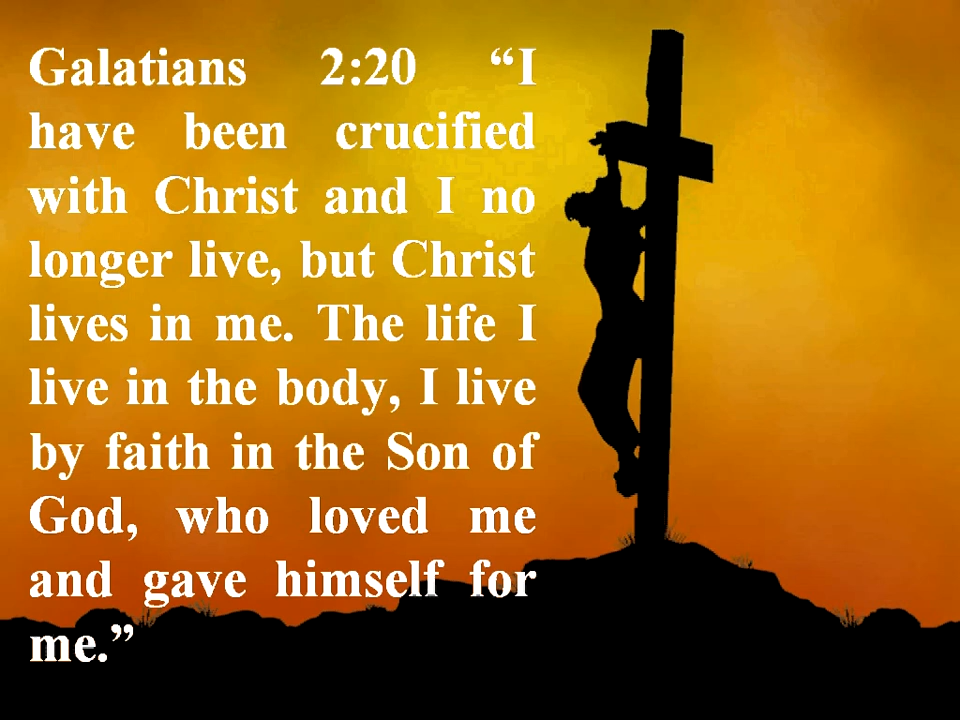 Galatians 2:20 “I
have been crucified
with Christ and I no
longer live, but Christ
lives in me. The life I
live in the body, I live
by faith in the Son of
God, who loved me
and gave himself for
me.”